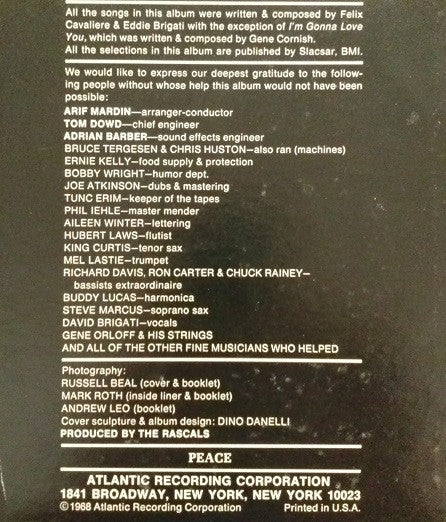 All the songs in this album were written & composed by Felix
Cavaliere & Eddie Brigati with the exception of I'm Gonna Love
You, which was written & composed by Gene Cornish.
All the selections in this album are published by Slacsar, BMI.
We would like to express our deepest gratitude to the follow-
ing people without whose help this album would not have been
possible:
ARIF MARDIN—arranger-conductor
TOM DOWD—chief engineer
ADRIAN BARBER—sound effects engineer
BRUCE TERGESEN & CHRIS HUSTON—also ran (machines)
ERNIE KELLY—food supply & protection
BOBBY WRIGHT—humor dept.
JOE ATKINSON—dubs & mastering
TUNC ERIM—keeper of the tapes
PHIL IEHLE—master mender
AILEEN WINTER—lettering
HUBERT LAWS—flutist
KING CURTIS—tenor sax
MEL LASTIE—trumpet
RICHARD DAVIS, RON CARTER & CHUCK RAINEY—
bassists extraordinaire
BUDDY LUCAS—harmonica
STEVE MARCUS—soprano sax
DAVID BRIGATI—vocals
GENE ORLOFF & HIS STRINGS
AND ALL OF THE OTHER FINE MUSICIANS WHO HELPED
Photography:
RUSSELL BEAL (cover & booklet)
MARK ROTH (inside liner & booklet)
ANDREW LEO (booklet)
Cover sculpture & album design: DINO DANELLI
PRODUCED BY THE RASCALS
PEACE
ATLANTIC RECORDING CORPORATION
1841 BROADWAY, NEW YORK, NEW YORK 10023
©1968 Atlantic Recording Corporation Printed in U.S.A.